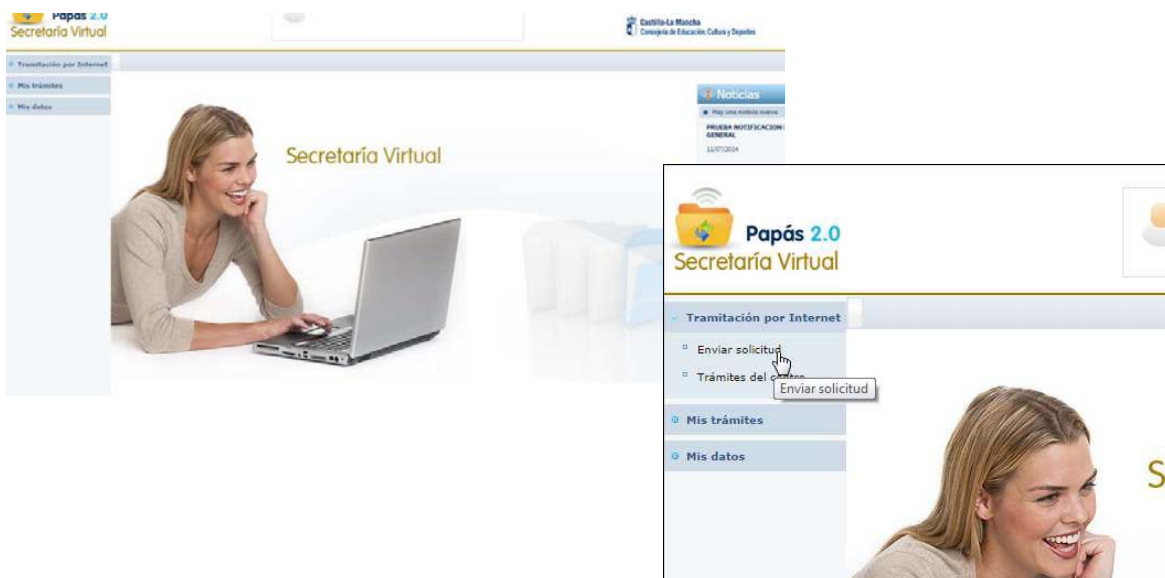 Papás 2.0
Secretaría Virtual
Castilla-La Mancha
Consejería de Educación, Cultura y Deportes
Tramitación por Internet
Mis trámites
Mis datos
Secretaría Virtual
Noticias
Hay una noticia nueva
PRUEBA NOTIFICACION
GENERAL
11/07/2014
Papás 2.0
Secretaría Virtual
Tramitación por Internet
Enviar solicitud
Trámites del centro
Enviar solicitud
Mis trámites
Mis datos
S